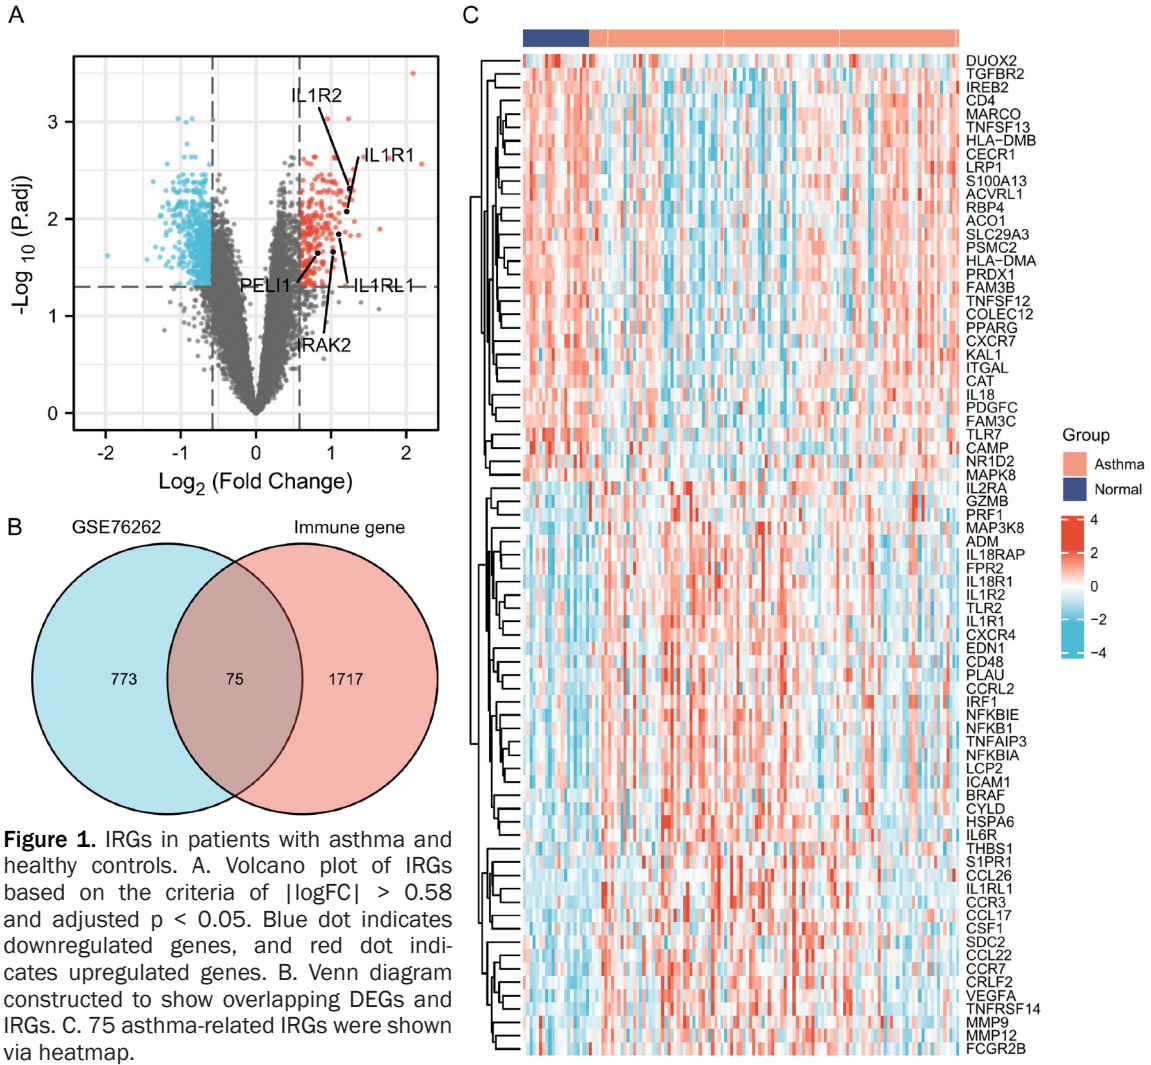 A
3
2
1
0
-Log 10 (P.adj)
IL1R2
IL1R1
PELI1
IL1RL1
IRAK2
-2
-1
0
1
2
Log2 (Fold Change)
B
GSE76262
Immune gene
773
75
1717
Figure 1. IRGs in patients with asthma and
healthy controls. A. Volcano plot of IRGs
based on the criteria of |logFC| > 0.58
and adjusted p < 0.05. Blue dot indicates
downregulated genes, and red dot indi-
cates upregulated genes. B. Venn diagram
constructed to show overlapping DEGs and
IRGs. C. 75 asthma-related IRGs were shown
via heatmap.
C
DUOX2
TGFBR2
IREB2
CD4
MARCO
TNFSF13
HLA−DMB
CECR1
LRP1
S100A13
ACVRL1
RBP4
ACO1
SLC29A3
PSMC2
HLA−DMA
PRDX1
FAM3B
TNFSF12
COLEC12
PPARG
CXCR7
KAL1
ITGAL
CAT
IL18
PDGFC
FAM3C
TLR7
CAMP
NR1D2
MAPK8
IL2RA
GZMB
PRF1
MAP3K8
ADM
IL18RAP
FPR2
IL18R1
IL1R2
TLR2
IL1R1
CXCR4
EDN1
CD48
PLAU
CCRL2
IRF1
NFKBIE
NFKB1
TNFAIP3
NFKBIA
LCP2
ICAM1
BRAF
CYLD
HSPA6
IL6R
THBS1
S1PR1
CCL26
IL1RL1
CCR3
CCL17
CSF1
SDC2
CCL22
CCR7
CRLF2
VEGFA
TNFRSF14
MMP9
MMP12
FCGR2B
Group
Asthma
Normal
4
2
0
−2
−4